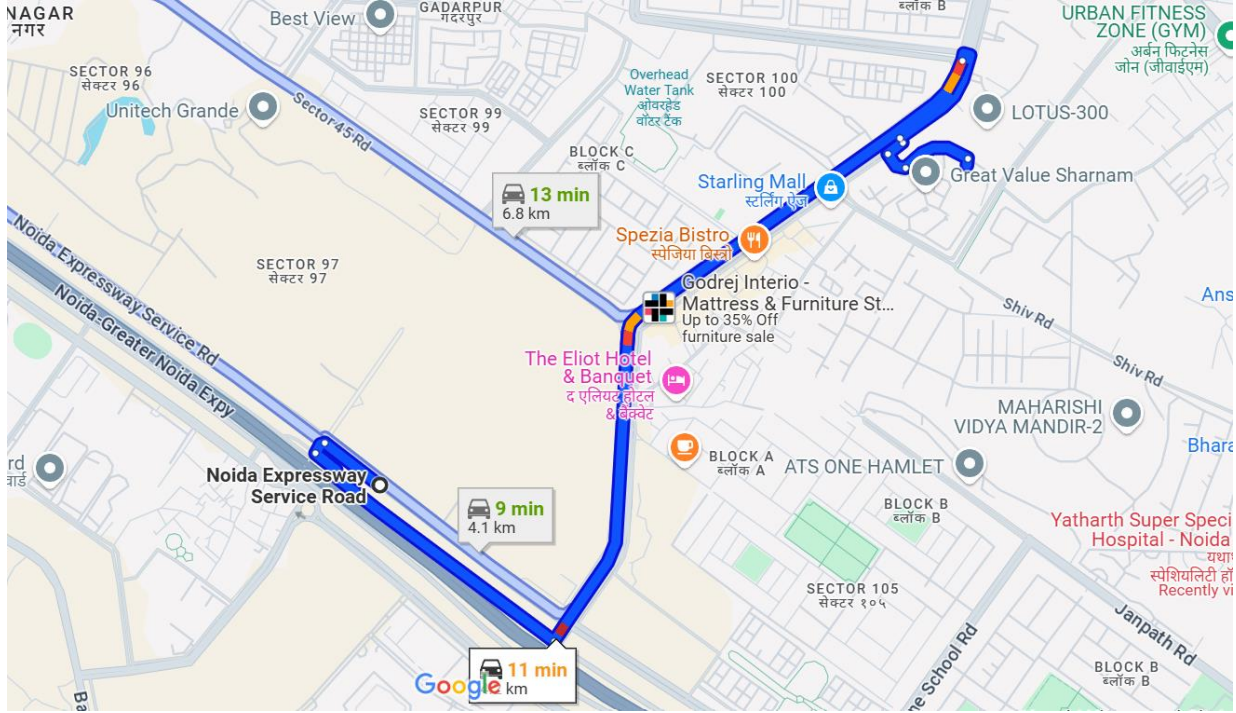 NAGAR
नगर
Best View
GADARPUR
गदरपुर
ब्लॉक B
URBAN FITNESS
ZONE (GYM)
अर्बन फिटनेस
जोन (जीवाईएम)
SECTOR 96
सेक्टर 96
Unitech Grande
Sector 45 Rd
SECTOR 99
सेक्टर 99
Overhead
Water Tank
ओवरहेड
वॉटर टैंक
SECTOR 100
सेक्टर 100
LOTUS-300
BLOCK C
ब्लॉक C
13 min
6.8 km
Starling Mall
स्टर्लिंग ऐज
Great Value Sharnam
Spezia Bistro
स्पेजिया बिस्त्रो
Noida Expressway Service Rd
SECTOR 97
सेक्टर 97
Godrej Interio -
Mattress & Furniture St...
Up to 35% Off
furniture sale
Shiv Rd
Ans
Noida-Greater Noida Expy
The Eliot Hotel
& Banquet
द एलियट होटल
& बैंक्वेट
Shiv Rd
MAHARISHI
VIDYA MANDIR-2
Bhara
Noida Expressway
Service Road
BLOCK A
ब्लॉक A
ATS ONE HAMLET
rd
वार्ड
9 min
4.1 km
BLOCK B
ब्लॉक B
Yatharth Super Speci
Hospital - Noida
यथा
स्पेशियलिटी हॉ
Recently vi
SECTOR 105
सेक्टर १०५
Janpath Rd
11 min
km
Google
Ba
ne School Rd
BLOCK B
ब्लॉक B